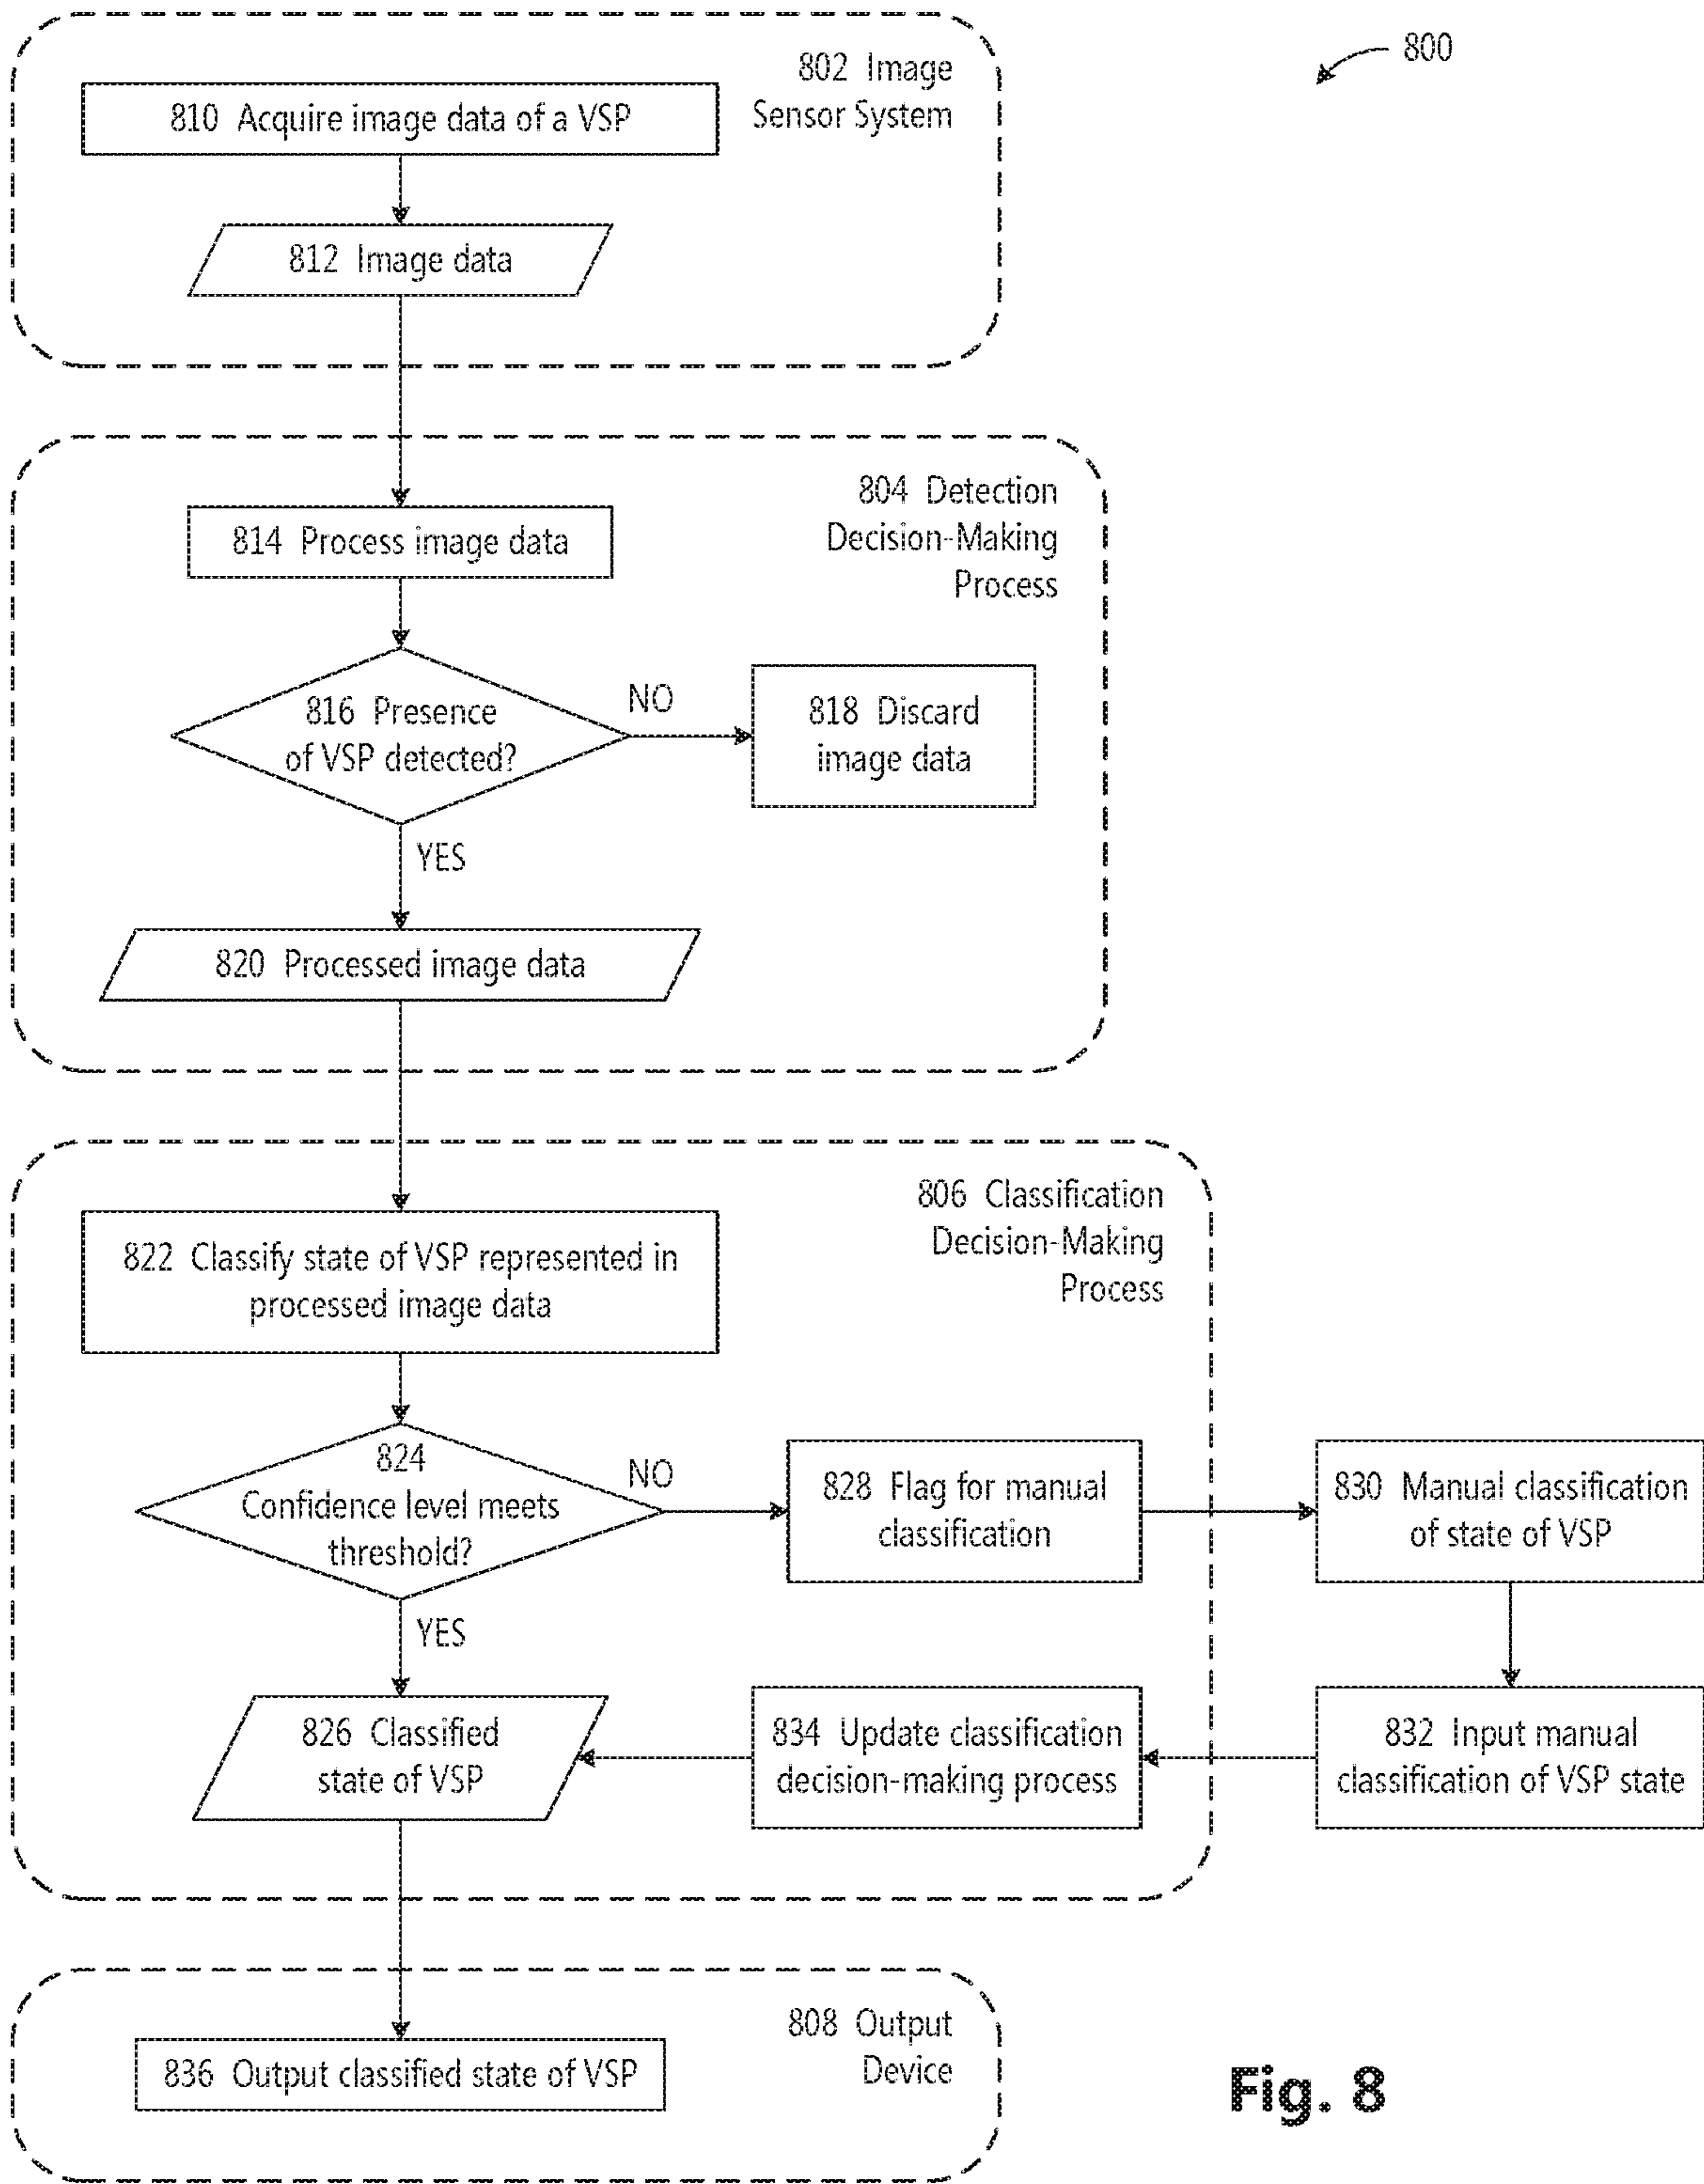 800
802 Image
Sensor System
810 Acquire image data of a VSP
812 Image data
804 Detection
Decision-Making
Process
814 Process image data
816 Presence
of VSP detected?
NO
818 Discard
image data
YES
820 Processed image data
806 Classification
Decision-Making
Process
822 Classify state of VSP represented in
processed image data
824
Confidence level meets
threshold?
NO
828 Flag for manual
classification
830 Manual classification
of state of VSP
YES
826 Classified
state of VSP
834 Update classification
decision-making process
832 Input manual
classification of VSP state
808 Output
Device
836 Output classified state of VSP
Fig. 8